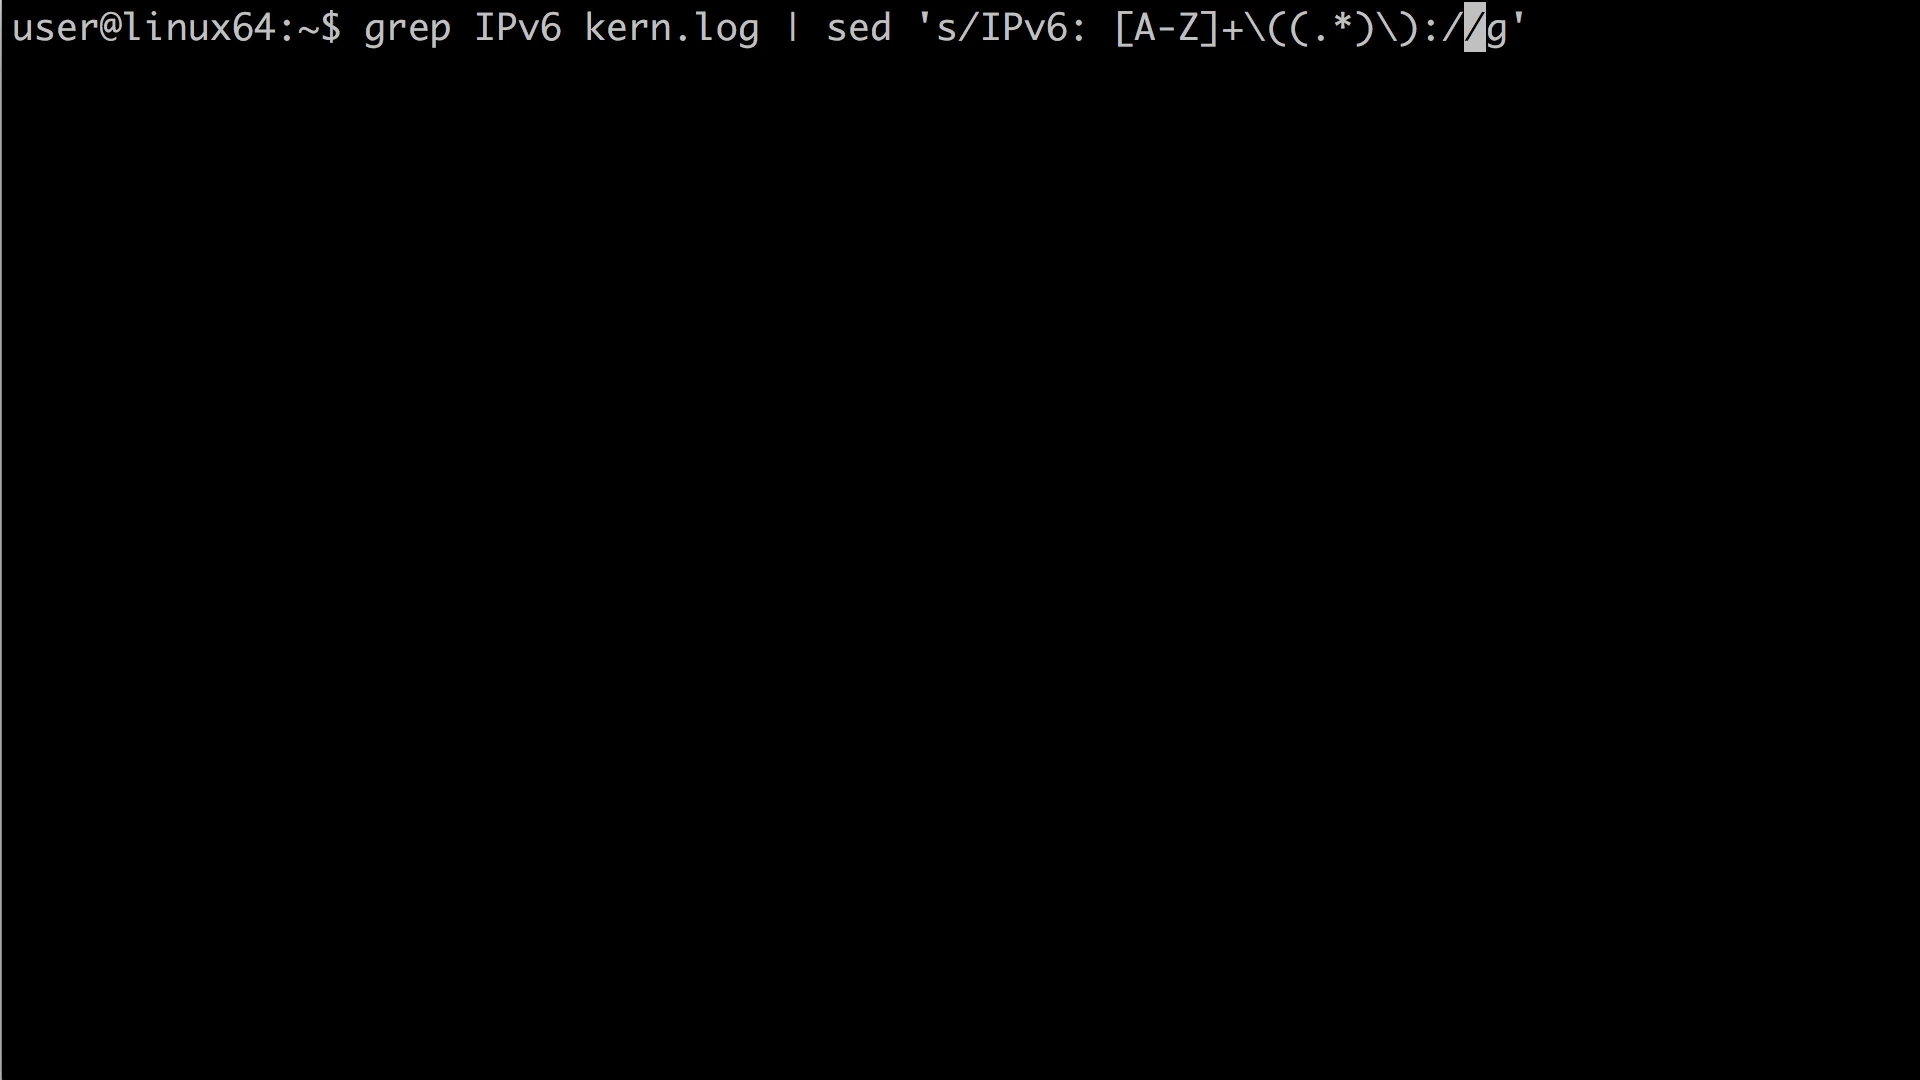 user@linux64:~$ grep IPv6 kern.log | sed 's/IPv6: [A-Z]+\((.*)\)://g'